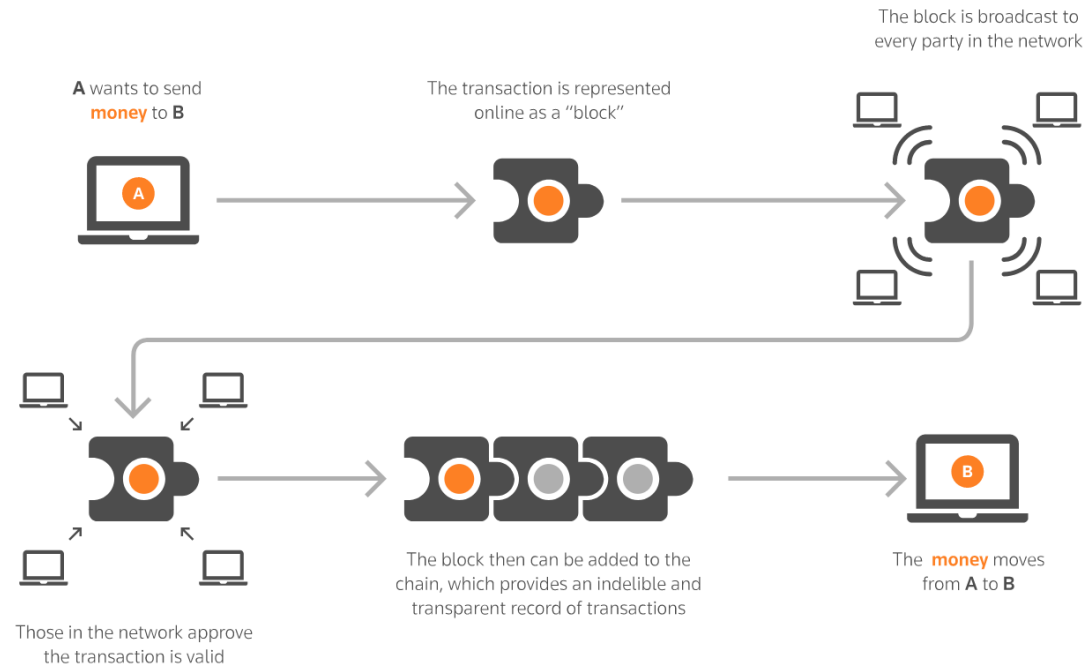 A wants to send
money to B
A
The transaction is represented
online as a “block”
The block is broadcast to
every party in the network
Those in the network approve
the transaction is valid
The block then can be added to the
chain, which provides an indelible and
transparent record of transactions
B
The money moves
from A to B